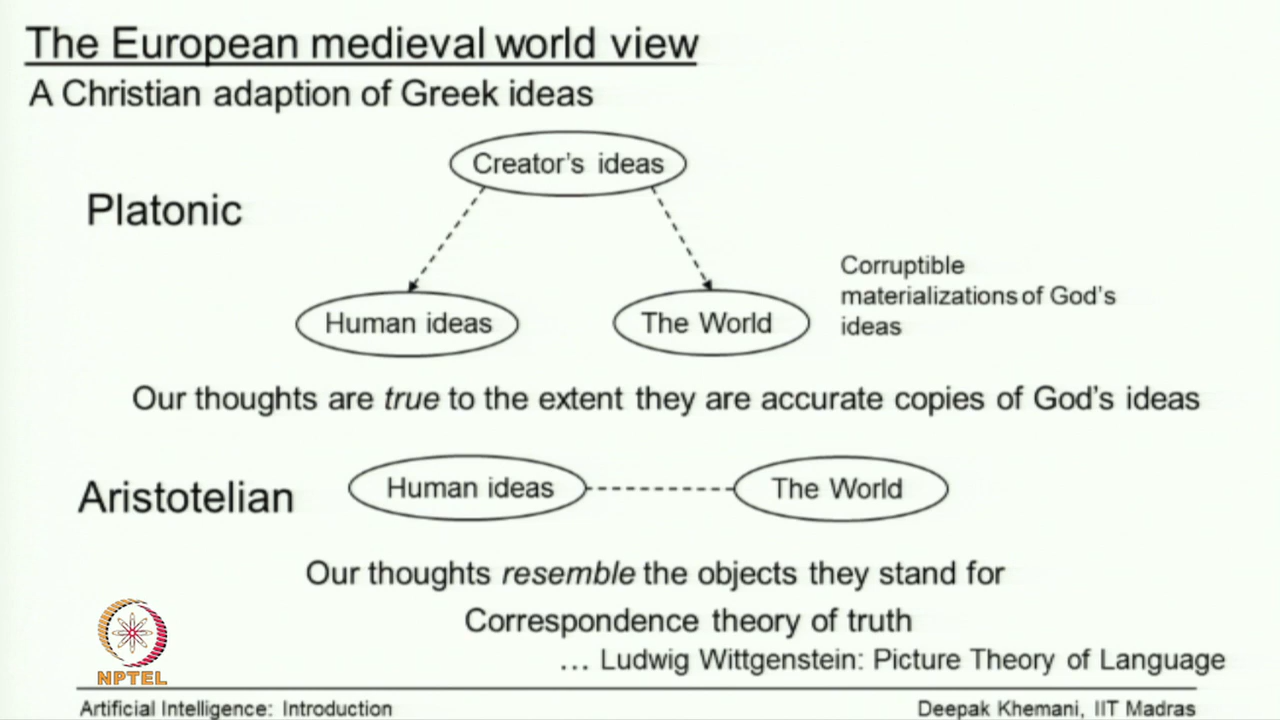 The European medieval world view
A Christian adaption of Greek ideas
Creator's ideas
Platonic
Human ideas
The World
Corruptible
materializations of God's
ideas
Our thoughts are true to the extent they are accurate copies of God's ideas
Aristotelian
Human ideas
The World
Our thoughts resemble the objects they stand for
Correspondence theory of truth
... Ludwig Wittgenstein: Picture Theory of Language
NPTEL
Artificial Intelligence: Introduction
Deepak Khemani, IIT Madras